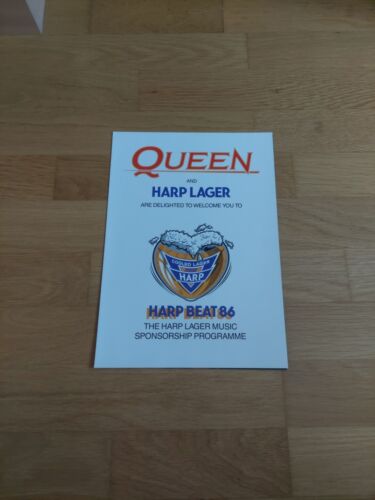 QUEEN
AND
HARP LAGER
ARE DELIGHTED TO WELCOME YOU TO
COOLED LAGER
HARP
HARP BEAT 86
THE HARP LAGER MUSIC
SPONSORSHIP PROGRAMME